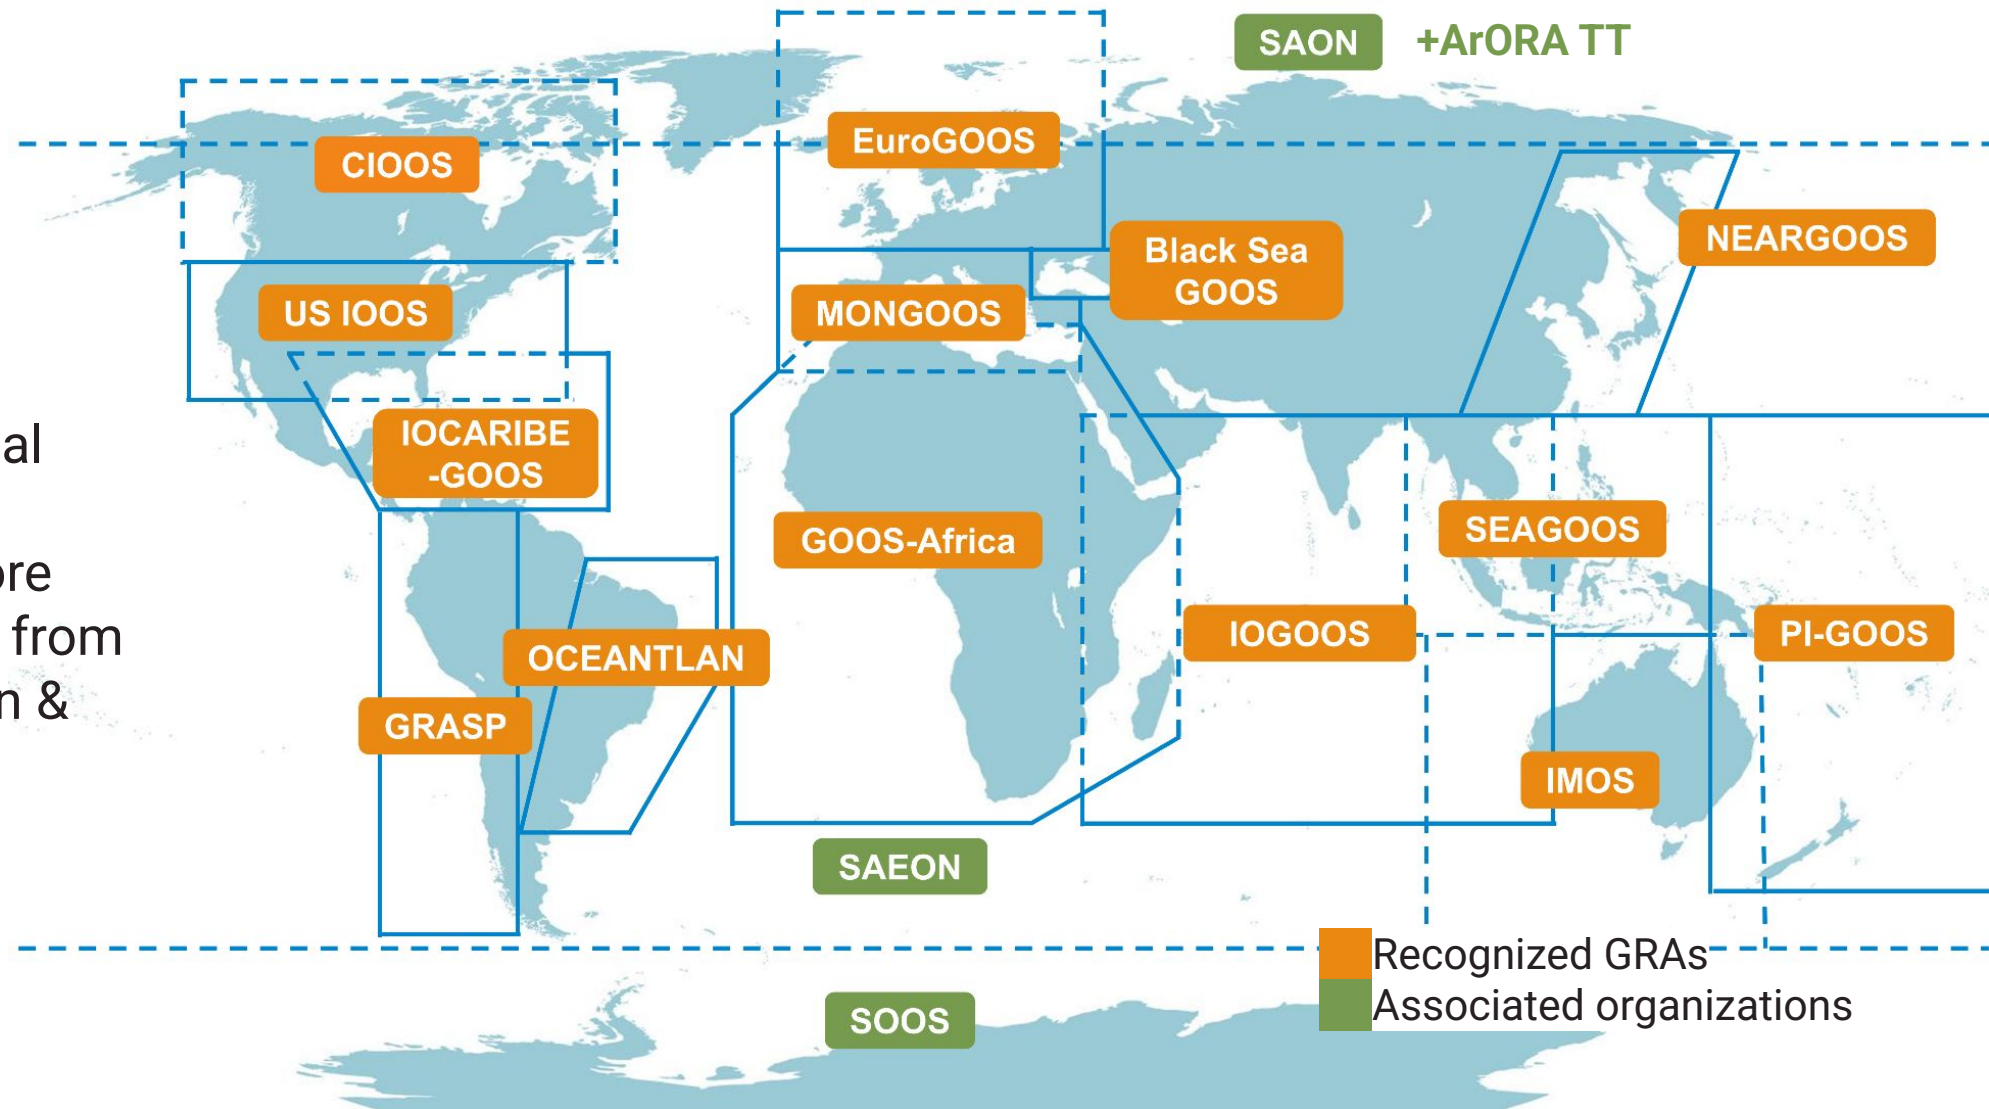 SAON +ArORA TT
EuroGOOS
CIOOS
NEARGOOS
Black Sea
GOOS
US IOOS
MONGOOS
al
IOCARIBE
-GOOS
SEAGOOS
GOOS-Africa
ore
from
IOGOOS
PI-GOOS
OCEANTLAN
n &
GRASP
IMOS
SAEON
Recognized GRAs
Associated organizations
SOOS